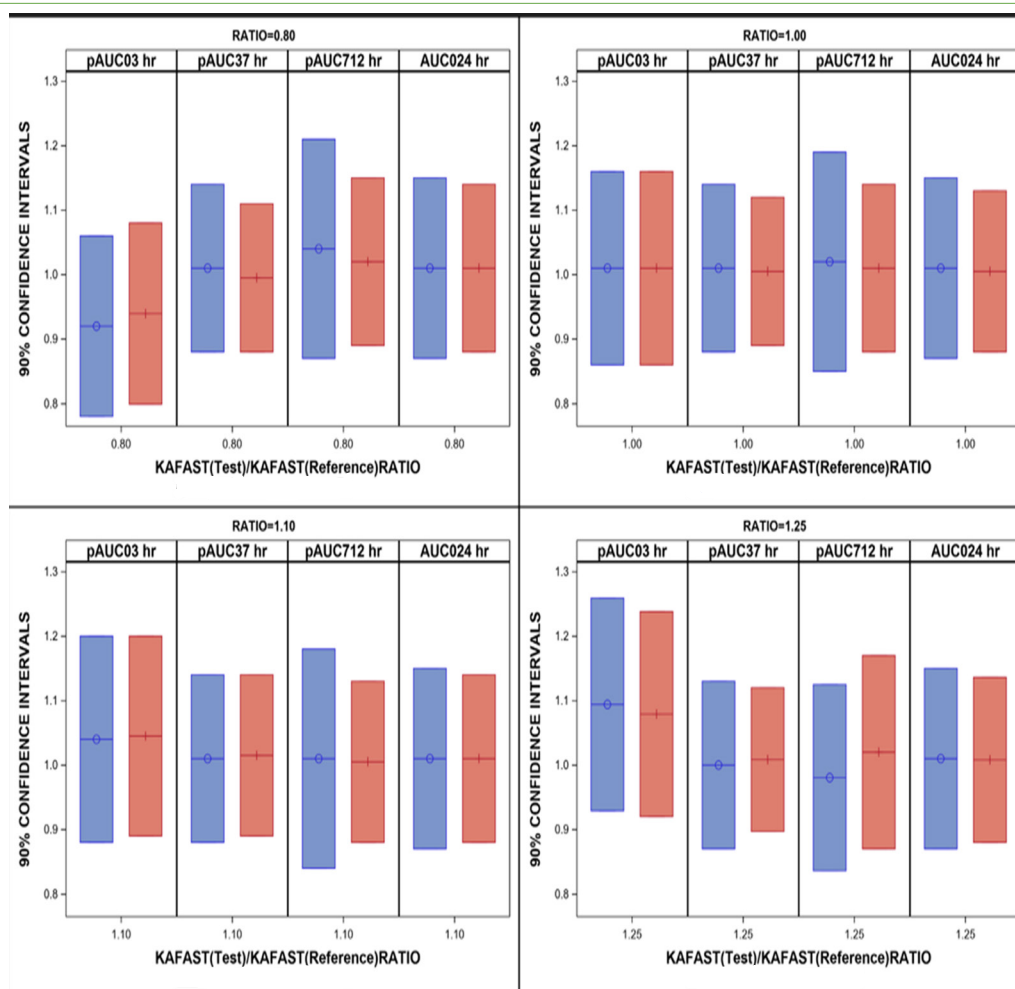 RATIO=0.80
pAUC03 hr pAUC37 hr pAUC712 hr AUC024 hr
90% CONFIDENCE INTERVALS
1.3
1.2
1.1
1.0
0.9
0.8
0.80 0.80 0.80 0.80
KAFAST(Test)/KAFAST(Reference)RATIO
RATIO=1.00
pAUC03 hr pAUC37 hr pAUC712 hr AUC024 hr
90% CONFIDENCE INTERVALS
1.3
1.2
1.1
1.0
0.9
0.8
1.00 1.00 1.00 1.00
KAFAST(Test)/KAFAST(Reference)RATIO
RATIO=1.10
pAUC03 hr pAUC37 hr pAUC712 hr AUC024 hr
90% CONFIDENCE INTERVALS
1.3
1.2
1.1
1.0
0.9
0.8
1.10 1.10 1.10 1.10
KAFAST(Test)/KAFAST(Reference)RATIO
RATIO=1.25
pAUC03 hr pAUC37 hr pAUC712 hr AUC024 hr
90% CONFIDENCE INTERVALS
1.3
1.2
1.1
1.0
0.9
0.8
1.25 1.25 1.25 1.25
KAFAST(Test)/KAFAST(Reference)RATIO